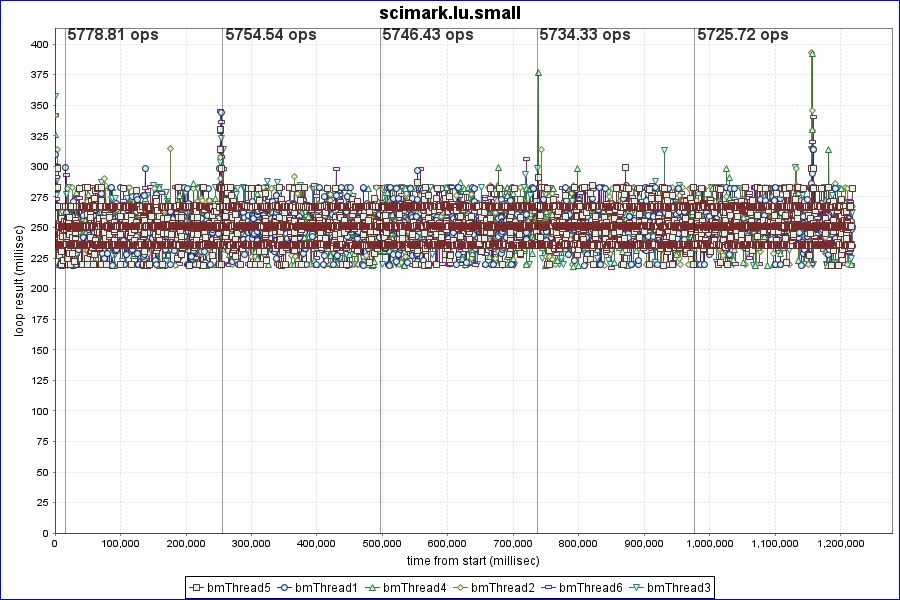 scimark.lu.small
5778.81 ops 5754.54 ops 5746.43 ops 5734.33 ops 5725.72 ops
400
375
350
325
300
275
250
225
200
175
150
125
100
75
50
25
0
loop result (millisec)
0 100,000 200,000 300,000 400,000 500,000 600,000 700,000 800,000 900,000 1,000,000 1,100,000 1,200,000
time from start (millisec)
bmThread5 bmThread1 bmThread4 bmThread2 bmThread6 bmThread3